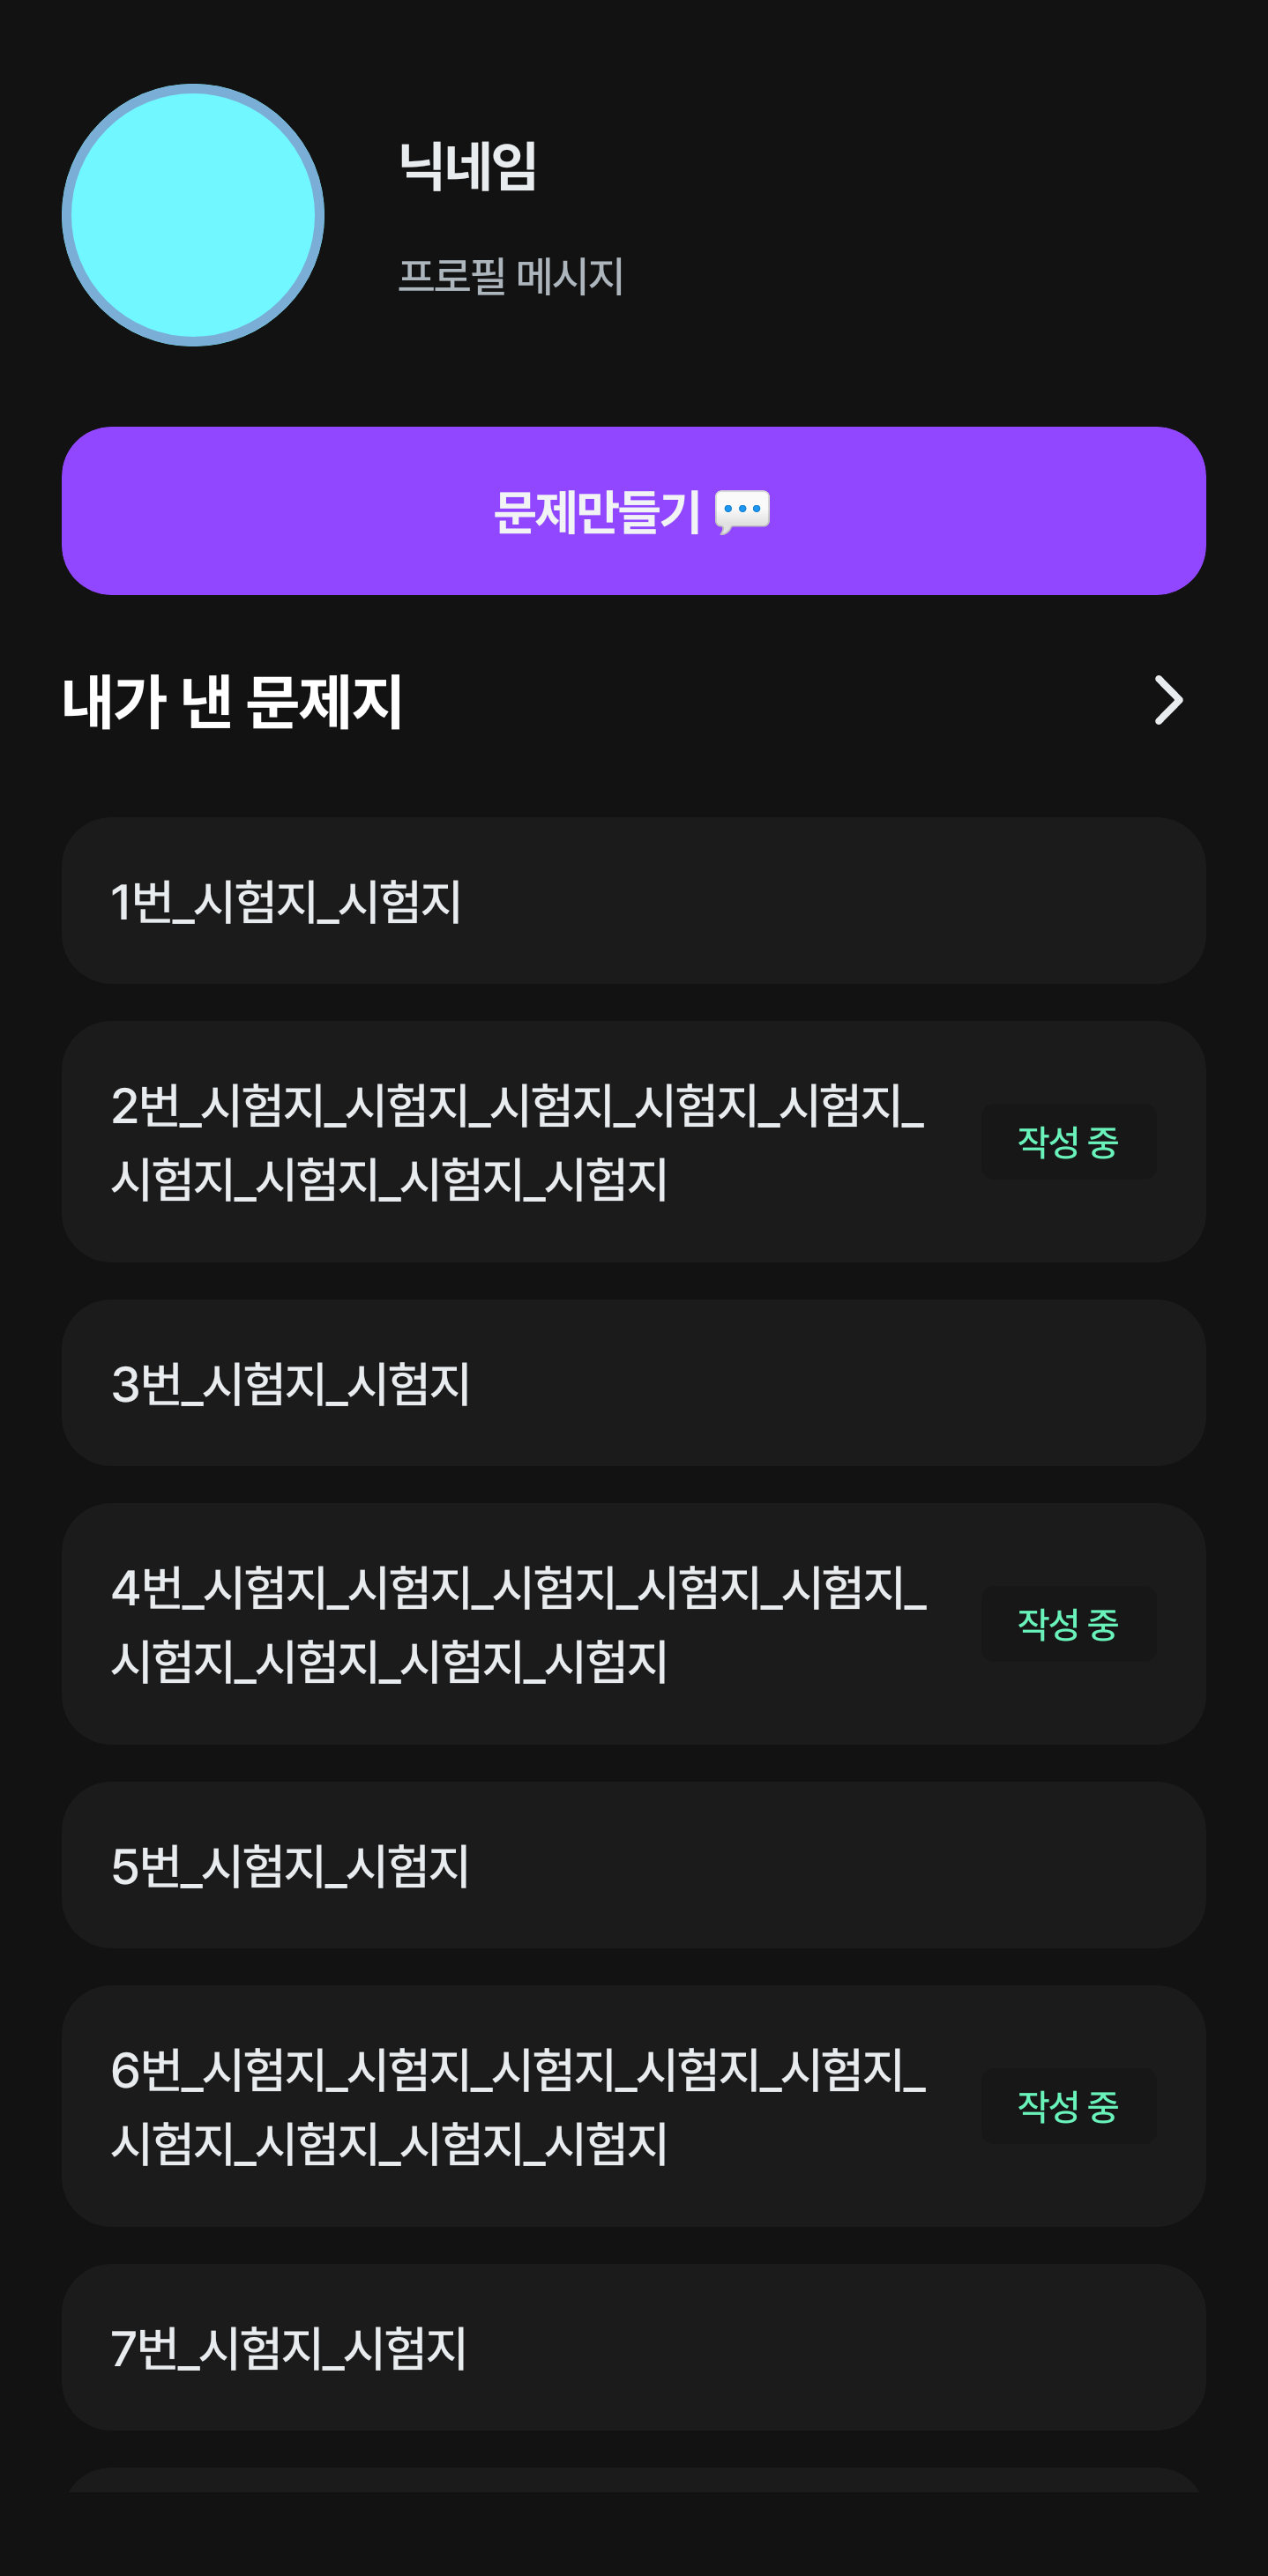 닉네임
프로필 메시지
문제만들기 💬
내가 낸 문제지
1번_시험지_시험지
2번_시험지_시험지_시험지_시험지_시험지_
시험지_시험지_시험지_시험지
작성 중
3번_시험지_시험지
4번_시험지_시험지_시험지_시험지_시험지_
시험지_시험지_시험지_시험지
작성 중
5번_시험지_시험지
6번_시험지_시험지_시험지_시험지_시험지_
시험지_시험지_시험지_시험지
작성 중
7번_시험지_시험지